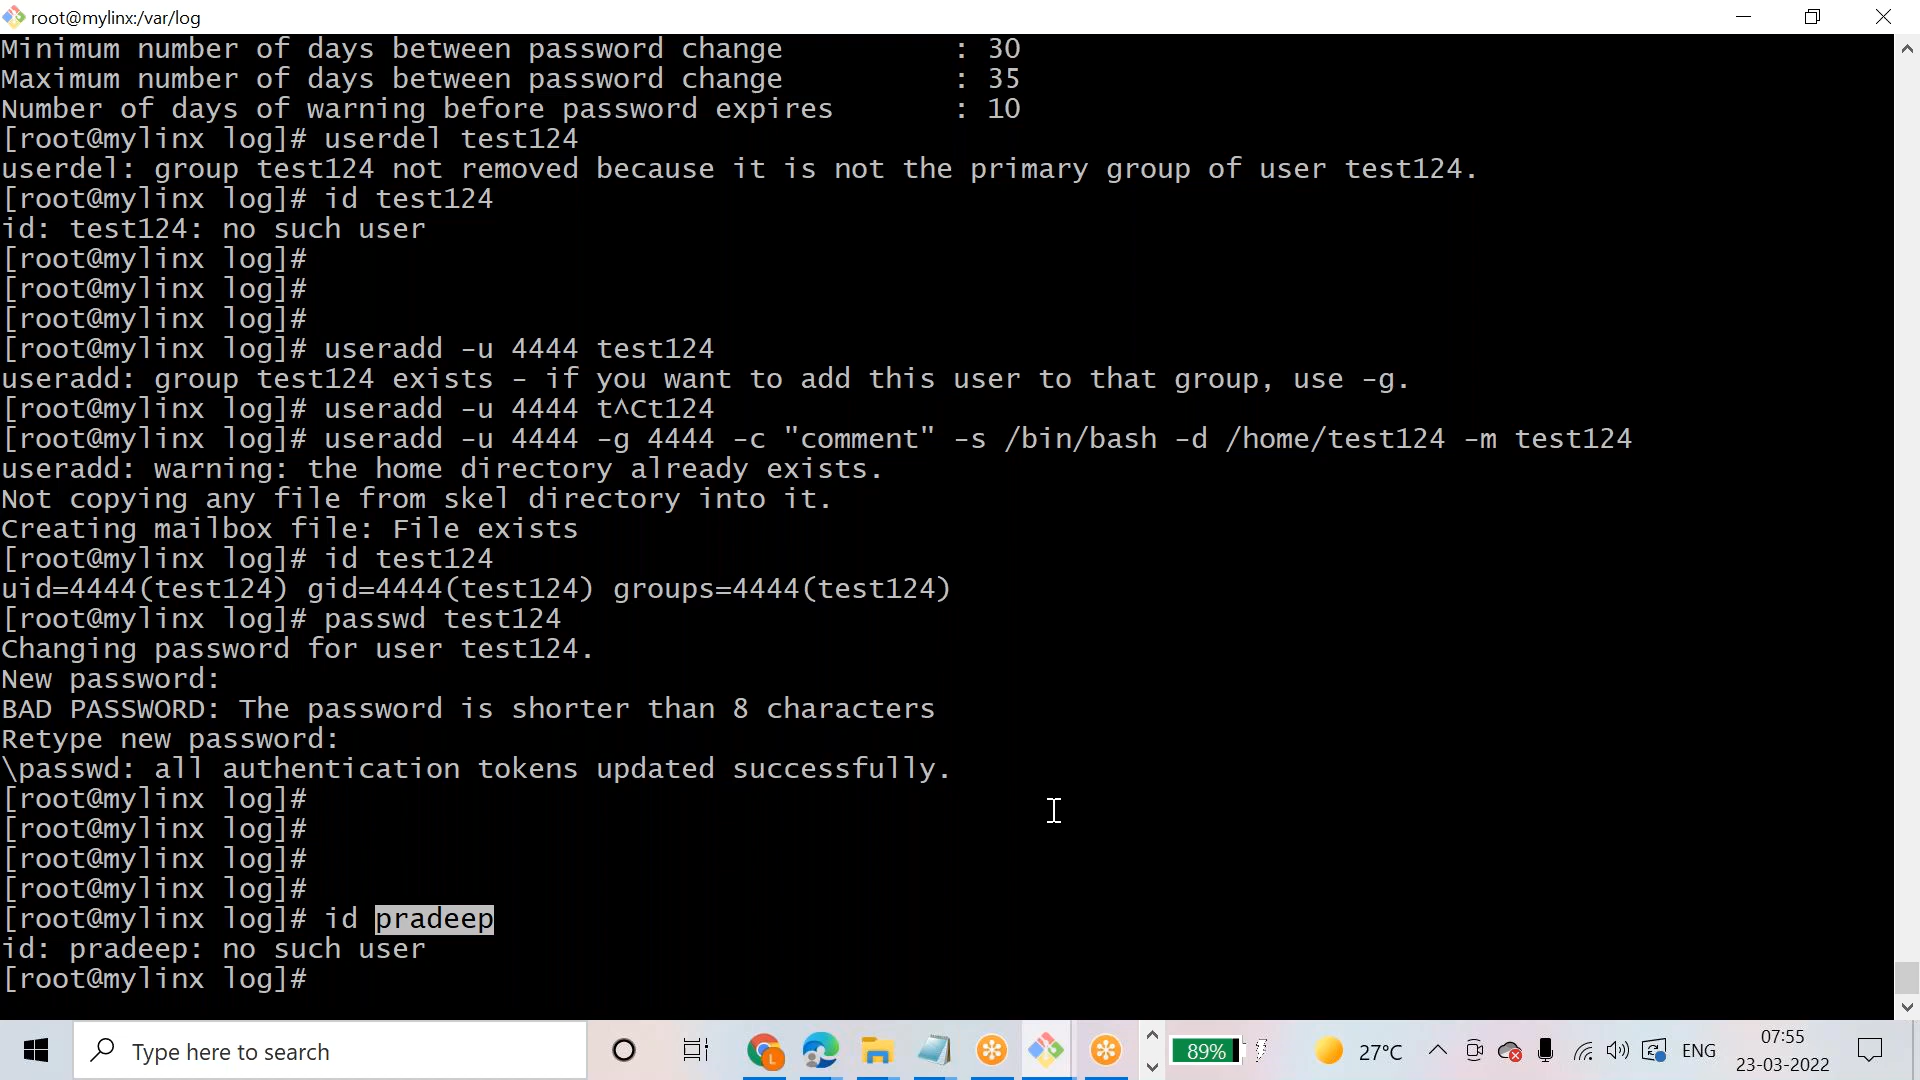 root@mylinx:/var/log
Minimum number of days between password change : 30
Maximum number of days between password change : 35
Number of days of warning before password expires : 10
[root@mylinx log]# userdel test124
userdel: group test124 not removed because it is not the primary group of user test124.
[root@mylinx log]# id test124
id: test124: no such user
[root@mylinx log]#
[root@mylinx log]#
[root@mylinx log]#
[root@mylinx log]# useradd -u 4444 test124
useradd: group test124 exists - if you want to add this user to that group, use -g.
[root@mylinx log]# useradd -u 4444 t^Ct124
[root@mylinx log]# useradd -u 4444 -g 4444 -c "comment" -s /bin/bash -d /home/test124 -m test124
useradd: warning: the home directory already exists.
Not copying any file from skel directory into it.
Creating mailbox file: File exists
[root@mylinx log]# id test124
uid=4444(test124) gid=4444(test124) groups=4444(test124)
[root@mylinx log]# passwd test124
Changing password for user test124.
New password:
BAD PASSWORD: The password is shorter than 8 characters
Retype new password:
\passwd: all authentication tokens updated successfully.
[root@mylinx log]#
[root@mylinx log]#
[root@mylinx log]#
[root@mylinx log]#
[root@mylinx log]# id pradeep
id: pradeep: no such user
[root@mylinx log]#
Type here to search
L
89%
27°C
ENG
07:55
23-03-2022